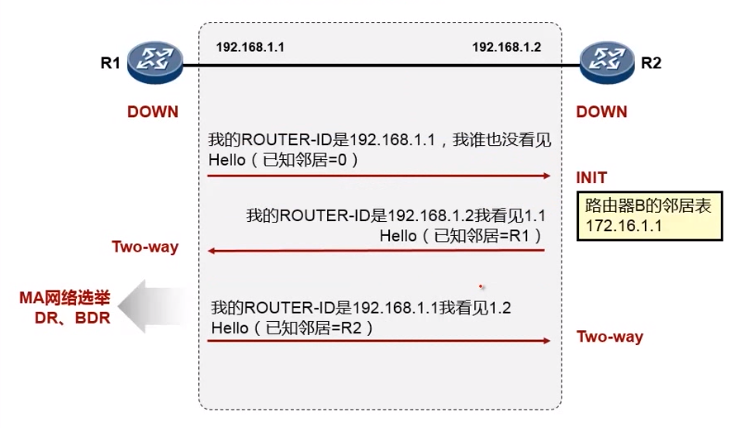 192.168.1.1
192.168.1.2
R1
R2
DOWN
DOWN
我的ROUTER-ID是192.168.1.1，我谁也没看见
Hello（已知邻居=0）
INIT
路由器B的邻居表
172.16.1.1
我的ROUTER-ID是192.168.1.2我看见1.1
Hello（已知邻居=R1）
Two-way
MA网络选举
DR、BDR
我的ROUTER-ID是192.168.1.1我看见1.2
Hello（已知邻居=R2）
Two-way